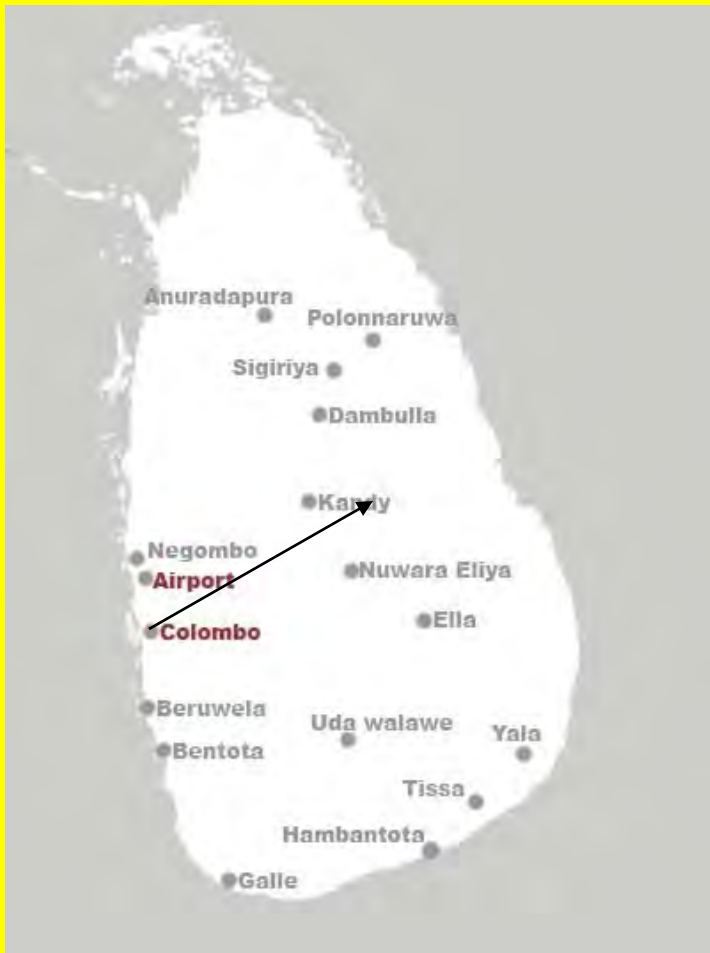 Anuradapura
Polonnaruwa
Sigiriya
Dambulla
Kandy
Negombo
Airport
Nuwara Eliya
Ella
Colombo
Beruwela
Uda walawe
Yala
Bentota
Tissa
Hambantota
Galle